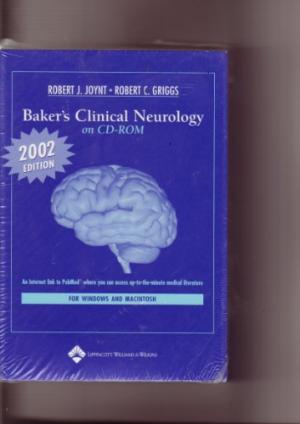 ROBERT J. JOYNT • ROBERT C. GRIGGS
Baker's Clinical Neurology
on CD-ROM
2002
EDITION
An Internet link to PubMed™ where you can access up-to-the-minute medical literature
FOR WINDOWS AND MACINTOSH
LIPPINCOTT WILLIAMS & WILKINS